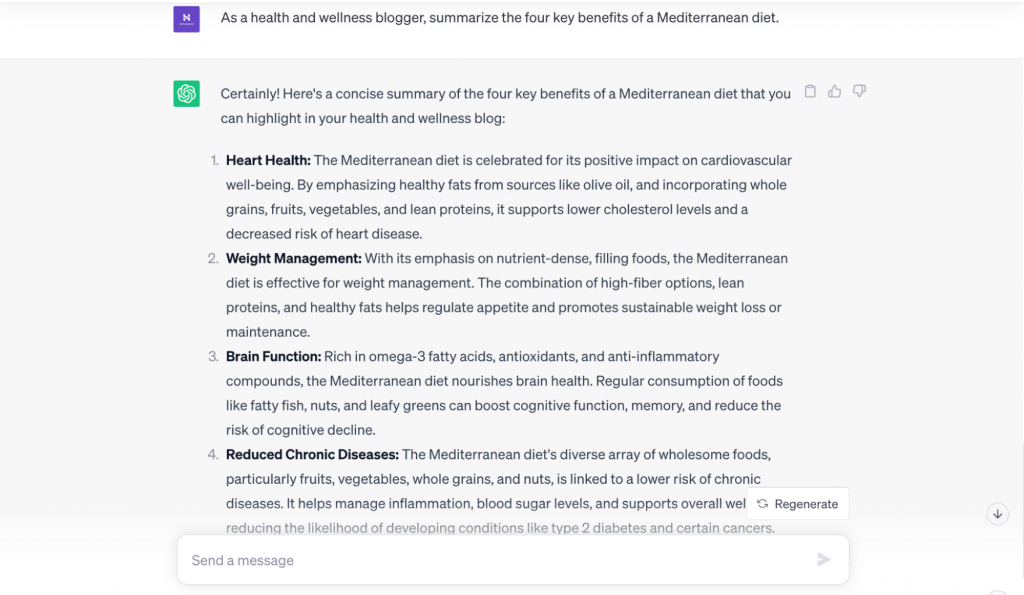 As a health and wellness blogger, summarize the four key benefits of a Mediterranean diet.
Certainly! Here's a concise summary of the four key benefits of a Mediterranean diet that you
can highlight in your health and wellness blog:
1. Heart Health: The Mediterranean diet is celebrated for its positive impact on cardiovascular
well-being. By emphasizing healthy fats from sources like olive oil, and incorporating whole
grains, fruits, vegetables, and lean proteins, it supports lower cholesterol levels and a
decreased risk of heart disease.
2. Weight Management: With its emphasis on nutrient-dense, filling foods, the Mediterranean
diet is effective for weight management. The combination of high-fiber options, lean
proteins, and healthy fats helps regulate appetite and promotes sustainable weight loss or
maintenance.
3. Brain Function: Rich in omega-3 fatty acids, antioxidants, and anti-inflammatory
compounds, the Mediterranean diet nourishes brain health. Regular consumption of foods
like fatty fish, nuts, and leafy greens can boost cognitive function, memory, and reduce the
risk of cognitive decline.
4. Reduced Chronic Diseases: The Mediterranean diet's diverse array of wholesome foods,
particularly fruits, vegetables, whole grains, and nuts, is linked to a lower risk of chronic
diseases. It helps manage inflammation, blood sugar levels, and supports overall wel
Regenerate
reducing the likelihood of developing conditions like type 2 diabetes and certain cancers.
Send a message